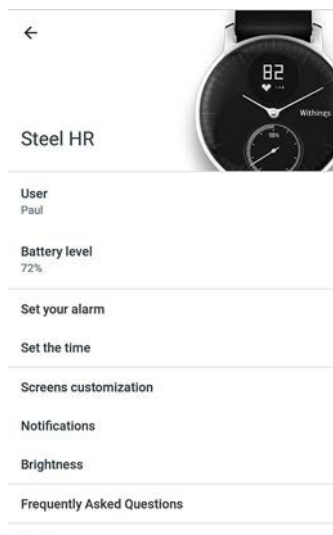 82
Withings
Steel HR
User
Paul
Battery level
72%
Set your alarm
Set the time
Screens customization
Notifications
Brightness
Frequently Asked Questions